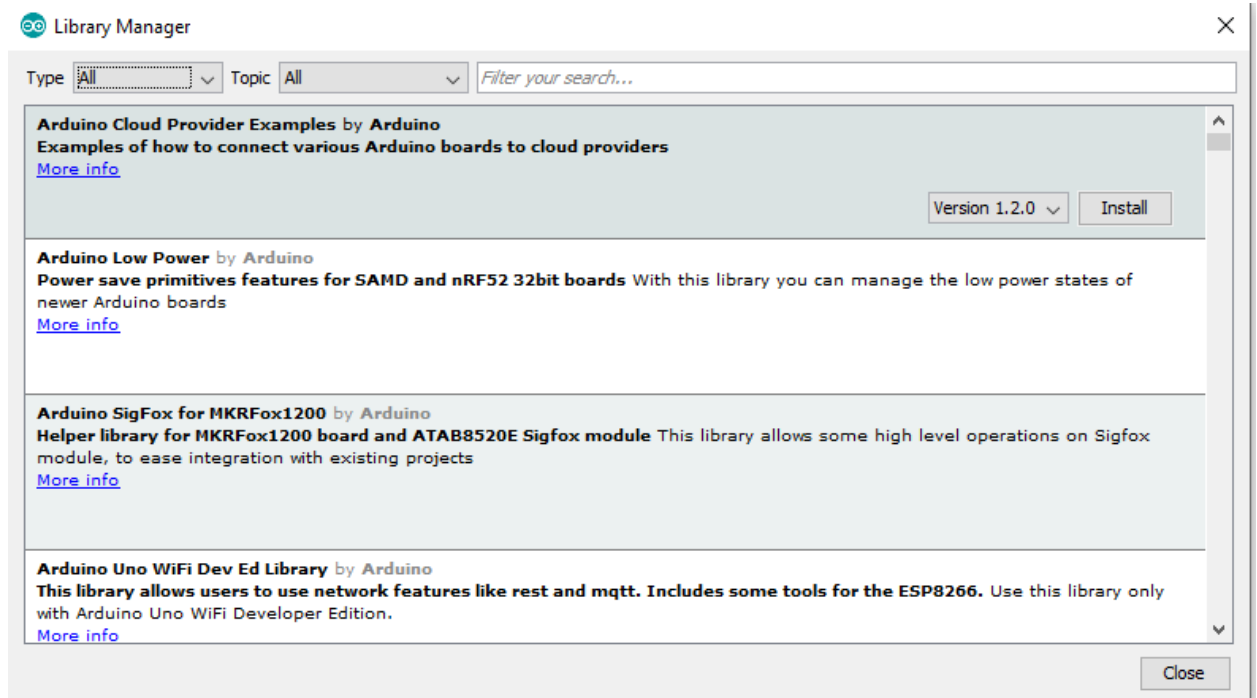 Library Manager
Type All Topic All Filter your search...
Arduino Cloud Provider Examples by Arduino
Examples of how to connect various Arduino boards to cloud providers
More info
Version 1.2.0 Install
Arduino Low Power by Arduino
Power save primitives features for SAMD and nRF52 32bit boards With this library you can manage the low power states of
newer Arduino boards
More info
Arduino SigFox for MKRFox1200 by Arduino
Helper library for MKRFox1200 board and ATAB8520E Sigfox module This library allows some high level operations on Sigfox
module, to ease integration with existing projects
More info
Arduino Uno WiFi Dev Ed Library by Arduino
This library allows users to use network features like rest and mqtt. Includes some tools for the ESP8266. Use this library only
with Arduino Uno WiFi Developer Edition.
More info
Close